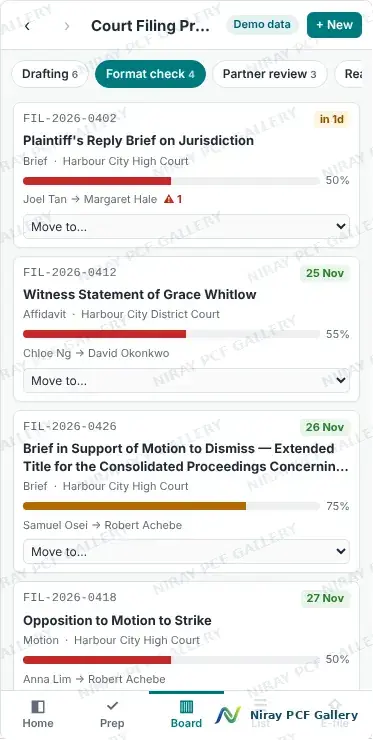 ‹ › Court Filing Pr... Demo data + New
Drafting 6 Format check 4 Partner review 3 Rea
FIL-2026-0402 in 1d
Plaintiff's Reply Brief on Jurisdiction
Brief · Harbour City High Court
50%
Joel Tan → Margaret Hale ⚠ 1
Move to...
FIL-2026-0412 25 Nov
Witness Statement of Grace Whitlow
Affidavit · Harbour City District Court
55%
Chloe Ng → David Okonkwo
Move to...
FIL-2026-0426 26 Nov
Brief in Support of Motion to Dismiss — Extended
Title for the Consolidated Proceedings Concernin...
Brief · Harbour City High Court
75%
Samuel Osei → Robert Achebe
Move to...
FIL-2026-0418 27 Nov
Opposition to Motion to Strike
Motion · Harbour City High Court
50%
Anna Lim → Robert Achebe
Home Prep Board List E-file
Niray PCF Gallery
NIRAY PCF GALLERY